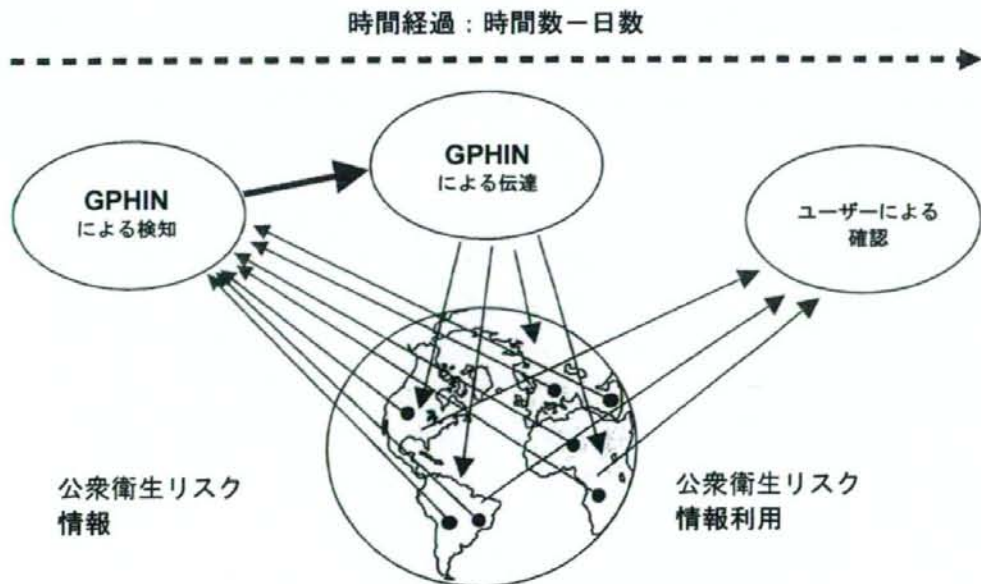 時間経過：時間数－日数
GPHIN
による検知
GPHIN
による伝達
ユーザーによる
確認
公衆衛生リスク
情報
公衆衛生リスク
情報利用